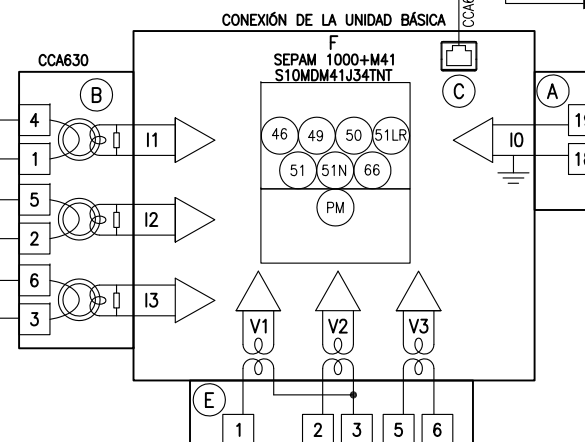 CONEXIÓN DE LA UNIDAD BÁSICA
CCA6
F
SEPAM 1000+M41
S10MDM41J34TNT
CCA630
B
C
A
4
1
I1
46
49
50
51LR
I0
19
18
51
51N
66
5
2
I2
PM
6
3
I3
V1
V2
V3
E
1
2
3
5
6